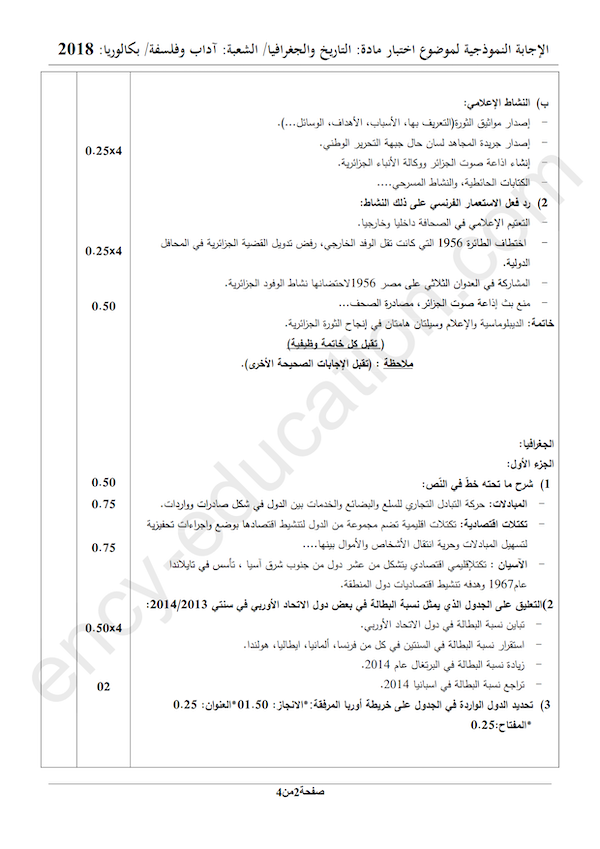 الإجابة النموذجية لموضوع اختبار مادة: التاريخ والجغرافيا/ الشعبة: آداب وفلسفة/ بكالوريا: 2018
ب) النشاط الإعلامي:
– إصدار مواثيق الثورة(التعريف بها، الأسباب، الأهداف، الوسائل...).
– إصدار جريدة المجاهد لسان حال جبهة التحرير الوطني.
0.25x4
– إنشاء اذاعة صوت الجزائر ووكالة الأنباء الجزائرية.
– الكتابات الحائطية، والنشاط المسرحي....
2) رد فعل الاستعمار الفرنسي على ذلك النشاط:
– التعتيم الإعلامي في الصحافة داخليا وخارجيا.
– اختطاف الطائرة 1956 التي كانت تقل الوفد الخارجي، رفض تدويل القضية الجزائرية في المحافل
0.25x4
الدولية.
– المشاركة في العدوان الثلاثي على مصر 1956لاحتضانها نشاط الوفود الجزائرية.
– منع بث إذاعة صوت الجزائر، مصادرة الصحف...
0.50
خاتمة: الديبلوماسية والإعلام وسيلتان هامتان في إنجاح الثورة الجزائرية.
( تقبل كل خاتمة وظيفية)
ملاحظة : (تقبل الإجابات الصحيحة الأخرى).
الجغرافيا:
الجزء الأول:
1) شرح ما تحته خطّ في النّص:
0.50
– المبادلات: حركة التبادل التجاري للسلع والبضائع والخدمات بين الدول في شكل صادرات وواردات.
0.75
– تكتلات اقتصادية: تكتلات اقليمية تضم مجموعة من الدول لتنشيط اقتصادها بوضع واجراءات تحفيزية
لتسهيل المبادلات وحرية انتقال الأشخاص والأموال بينها....
0.75
– الآسيان : تكتلإقليمي اقتصادي يتشكل من عشر دول من جنوب شرق آسيا ، تأسس في تايلاندا
عام1967 وهدفه تنشيط اقتصاديات دول المنطقة.
2)التعليق على الجدول الذي يمثل نسبة البطالة في بعض دول الاتحاد الأوربي في سنتي 2014/2013:
– تباين نسبة البطالة في دول الاتحاد الأوربي.
0.50x4
– استقرار نسبة البطالة في السنتين في كل من فرنسا، ألمانيا، ايطاليا، هولندا.
– زيادة نسبة البطالة في البرتغال عام 2014.
– تراجع نسبة البطالة في اسبانيا 2014.
02
3) تحديد الدول الواردة في الجدول على خريطة أوربا المرفقة:*الانجاز: 01.50*العنوان: 0.25
*المفتاح:0.25
صفحة2من4
ency-education.com